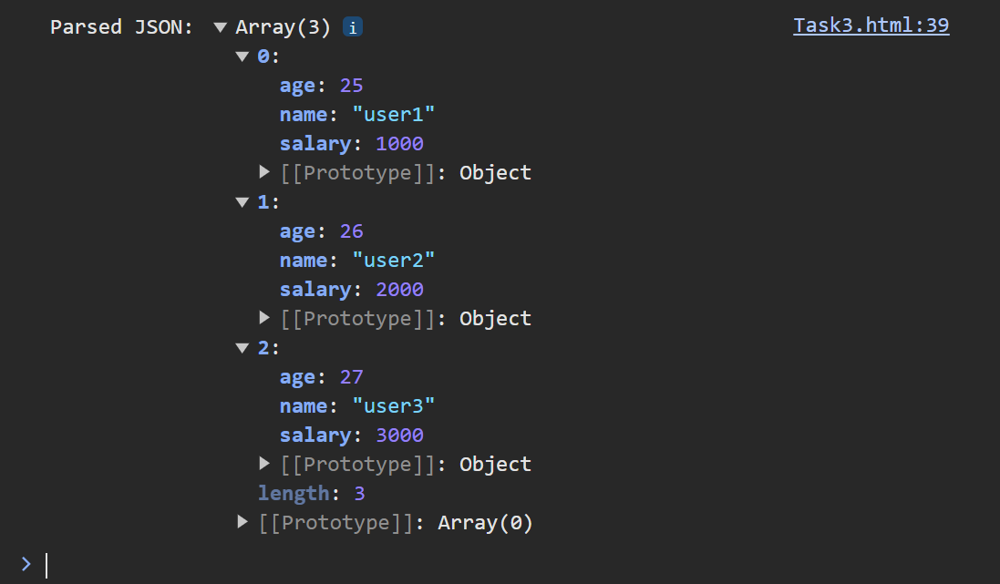 Parsed JSON: ▼ Array(3) i Task3.html:39
▼ 0:
age: 25
name: "user1"
salary: 1000
▶ [[Prototype]]: Object
▼ 1:
age: 26
name: "user2"
salary: 2000
▶ [[Prototype]]: Object
▼ 2:
age: 27
name: "user3"
salary: 3000
▶ [[Prototype]]: Object
length: 3
▶ [[Prototype]]: Array(0)
>